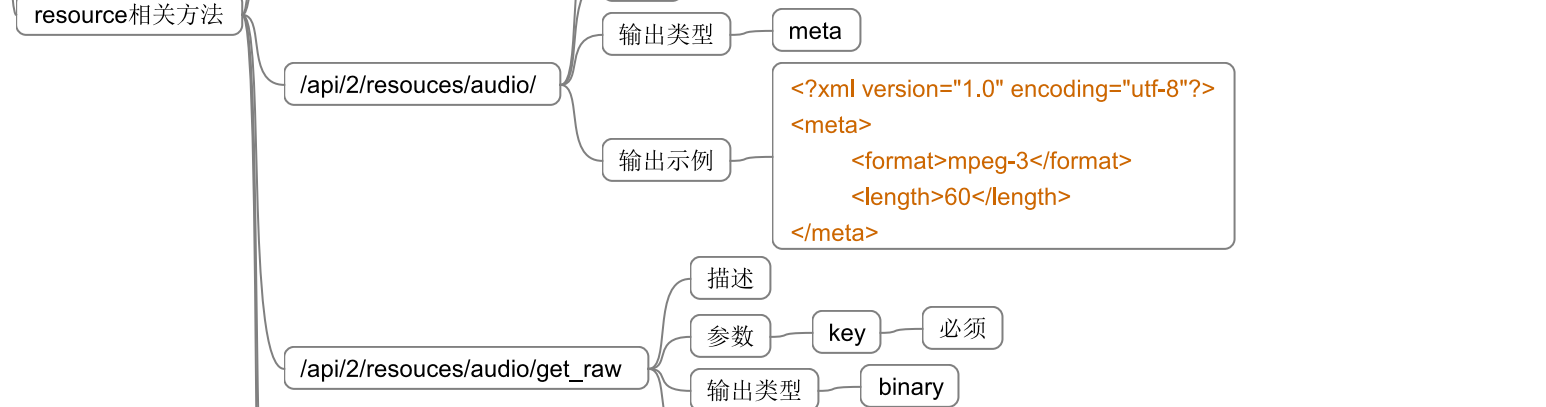 resource相关方法
/api/2/resouces/audio/
输出类型
meta
输出示例
<?xml version="1.0" encoding="utf-8"?>
<meta>
<format>mpeg-3</format>
<length>60</length>
</meta>
/api/2/resouces/audio/get_raw
描述
参数
key
必须
输出类型
binary